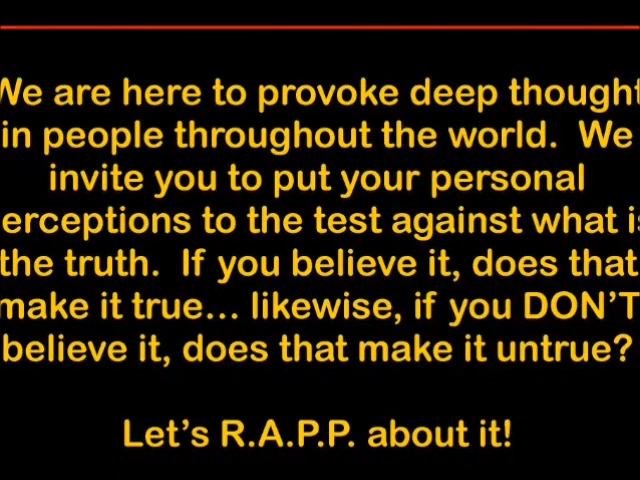 We are here to provoke deep thought
in people throughout the world.  We
invite you to put your personal
erceptions to the test against what is
the truth.  If you believe it, does that
make it true... likewise, if you DON'T
believe it, does that make it untrue?
Let's R.A.P.P. about it!